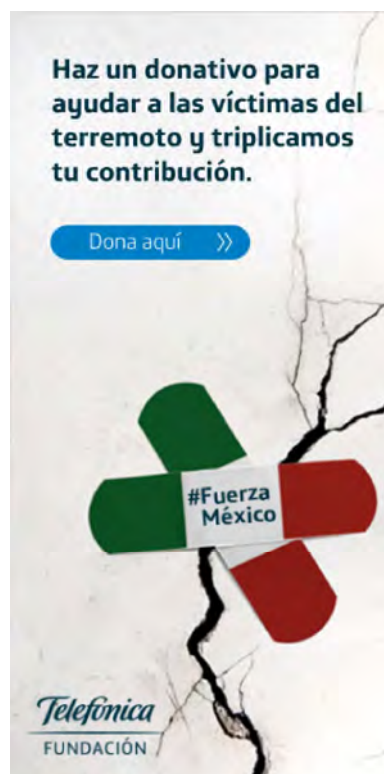 Haz un donativo para
ayudar a las víctimas del
terremoto y triplicamos
tu contribución.
Dona aquí »
#Fuerza
México
Telefónica
FUNDACIÓN